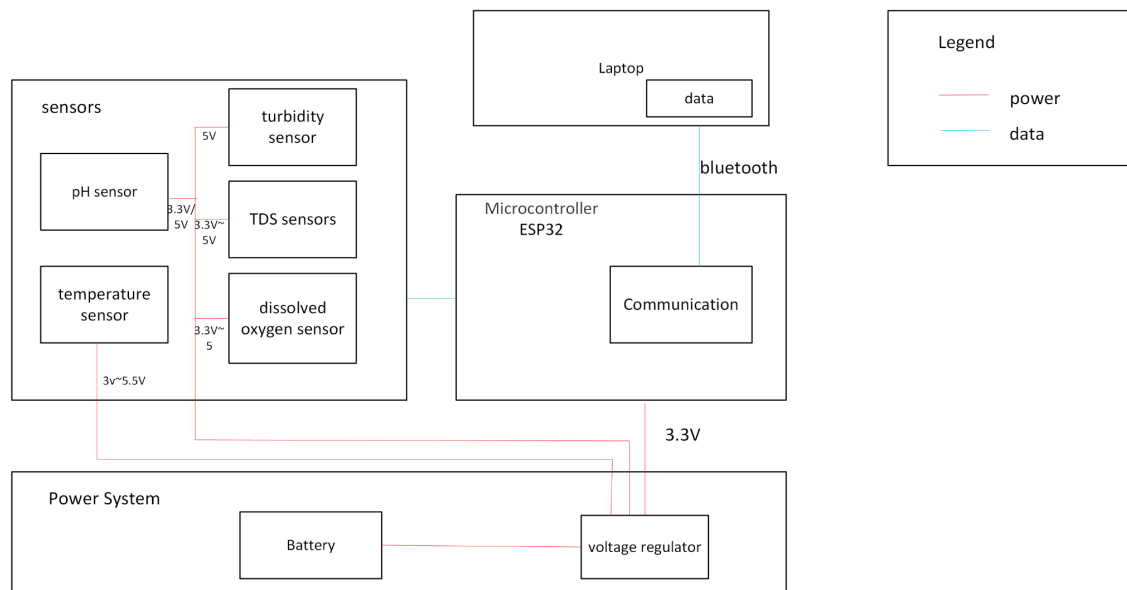 sensors
turbidity
sensor
5V
pH sensor
3.3V/
5V
TDS sensors
3.3V~
5V
temperature
sensor
dissolved
oxygen sensor
3.3V~
5
3v~5.5V
Laptop
data
bluetooth
Microcontroller
ESP32
Communication
3.3V
Power System
Battery
voltage regulator
Legend
power
data